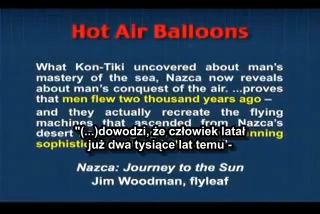 Hot Air Balloons
What Kon-Tiki uncovered about man's
mastery of the sea, Nazca now reveals
about man's conquest of the air. ...proves
that men flew two thousand years ago –
and they actually recreate the flying
machines that ascended from Nazca's
desert
"(...)dowodzi, że człowiek latał
już dwa tysiące lat temu"-
Nazca: Journey to the Sun
Jim Woodman, flyleaf